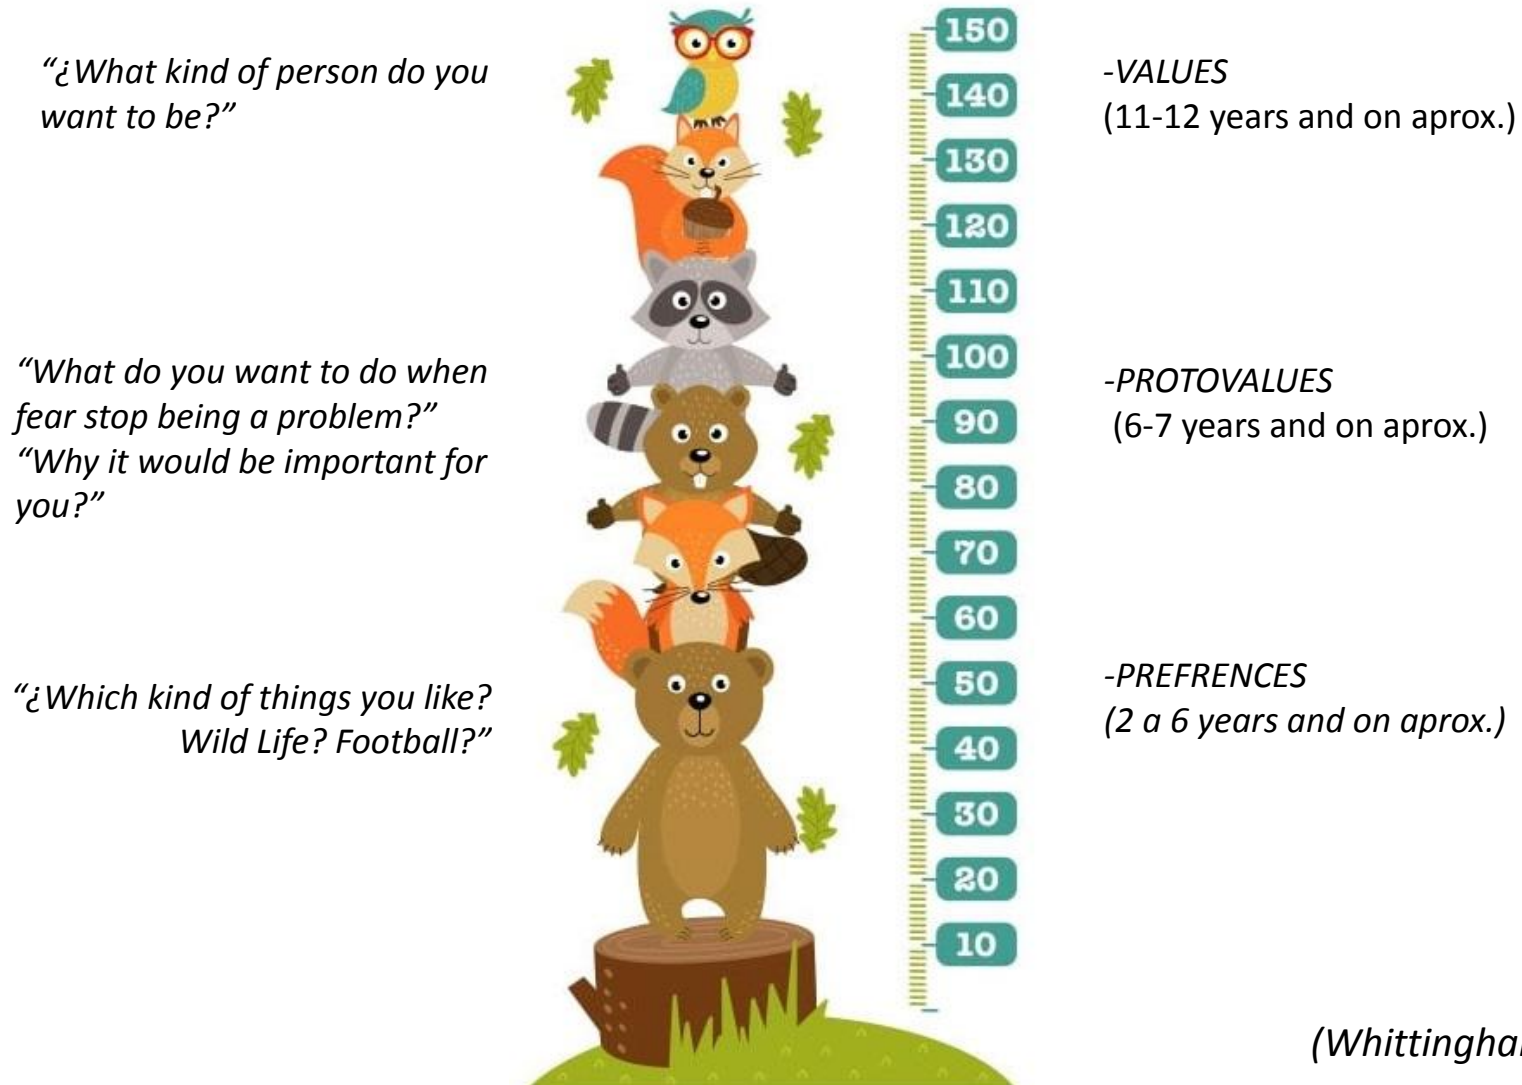 “¿What kind of person do you
want to be?”
“What do you want to do when
fear stop being a problem?”
“Why it would be important for
you?”
“¿Which kind of things you like?
Wild Life? Football?”
150
140
130
120
110
100
90
80
70
60
50
40
30
20
10
-VALUES
(11-12 years and on aprox.)
-PROTOVALUES
(6-7 years and on aprox.)
-PREFRENCES
(2 a 6 years and on aprox.)